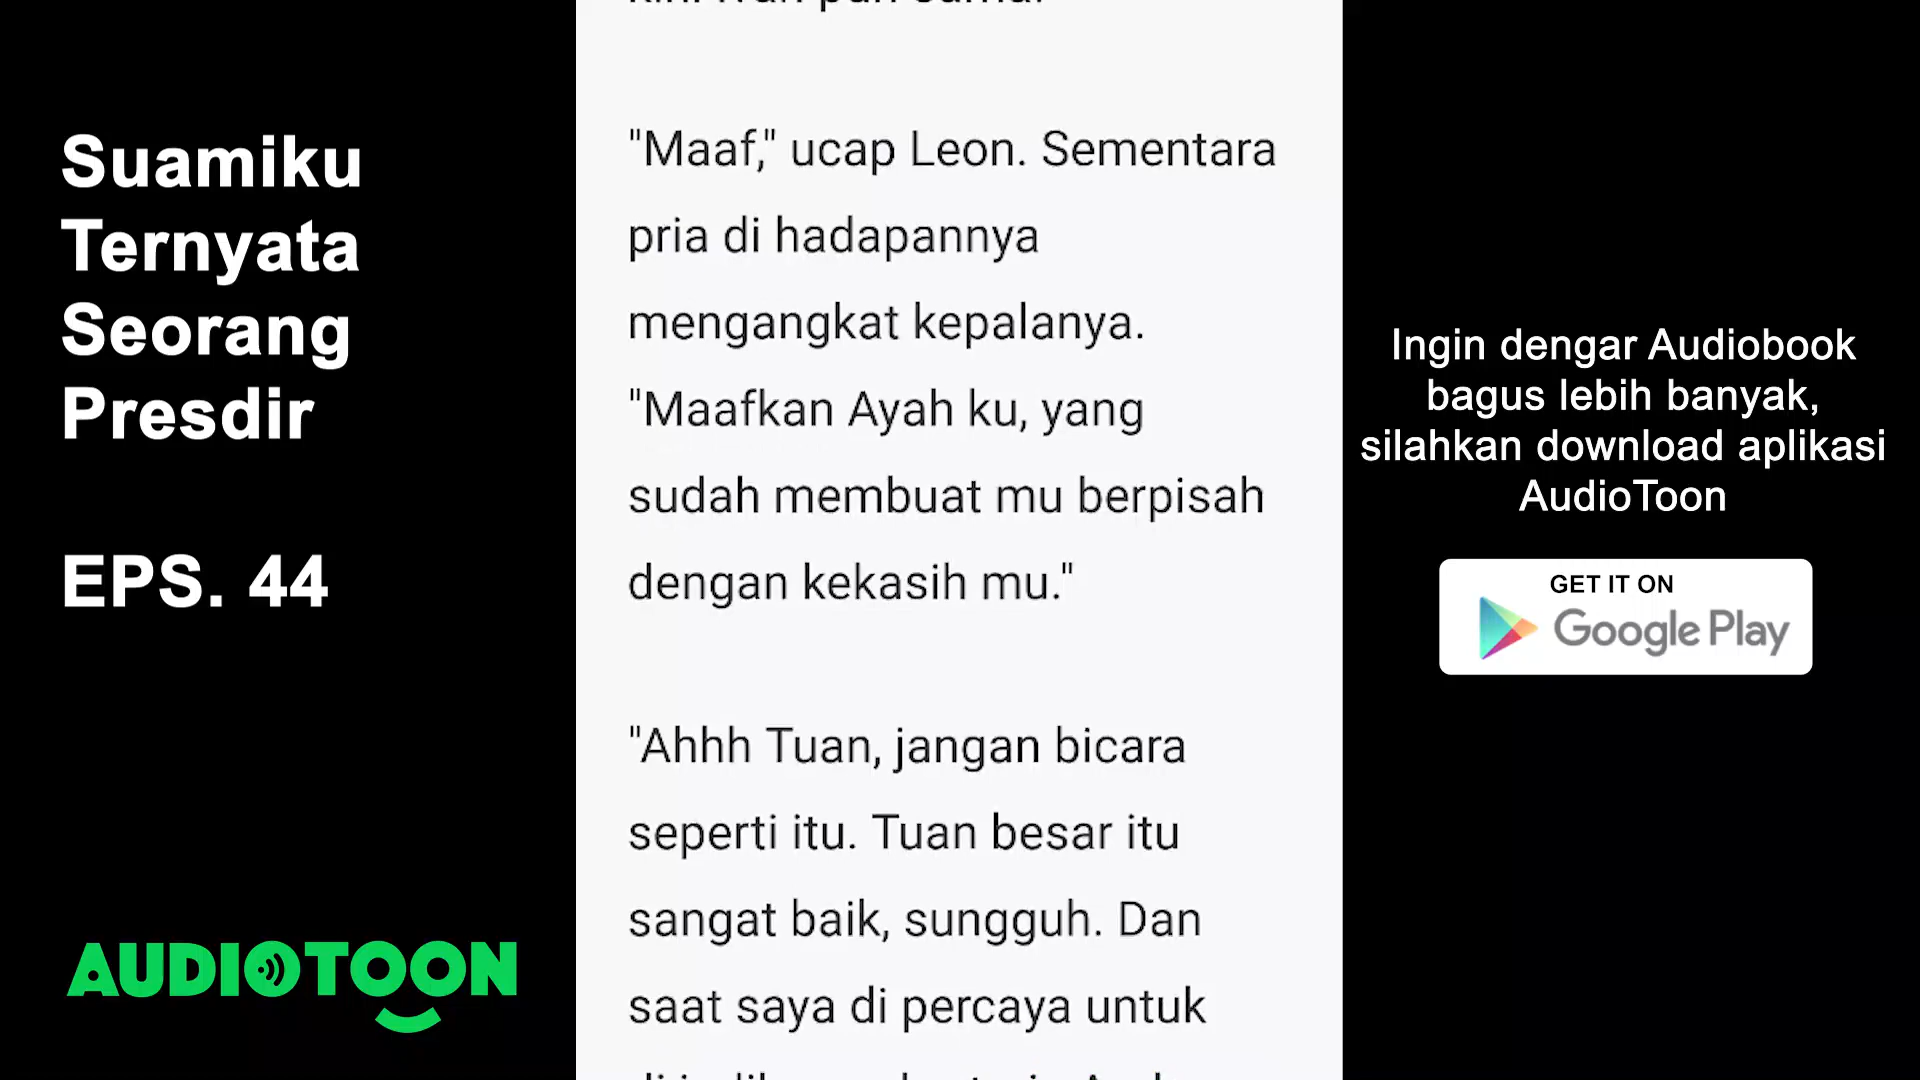 Suamiku
Ternyata
Seorang
Presdir
EPS. 44
AUDIOTOON
"Maaf," ucap Leon. Sementara
pria di hadapannya
mengangkat kepalanya.
"Maafkan Ayah ku, yang
sudah membuat mu berpisah
dengan kekasih mu."
"Ahhh Tuan, jangan bicara
seperti itu. Tuan besar itu
sangat baik, sungguh. Dan
saat saya di percaya untuk
Ingin dengar Audiobook
bagus lebih banyak,
silahkan download aplikasi
AudioToon
GET IT ON
Google Play